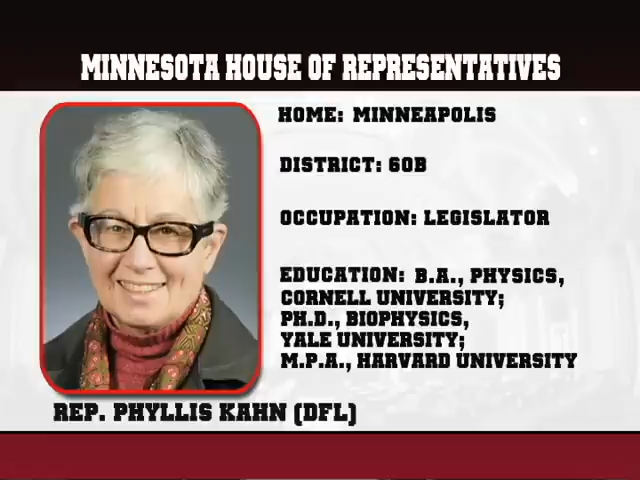 MINNESOTA HOUSE OF REPRESENTATIVES
HOME: MINNEAPOLIS
DISTRICT: 60B
OCCUPATION: LEGISLATOR
EDUCATION: B.A., PHYSICS,
CORNELL UNIVERSITY;
PH.D., BIOPHYSICS,
YALE UNIVERSITY;
M.P.A., HARVARD UNIVERSITY
REP. PHYLLIS KAHN (DFL)